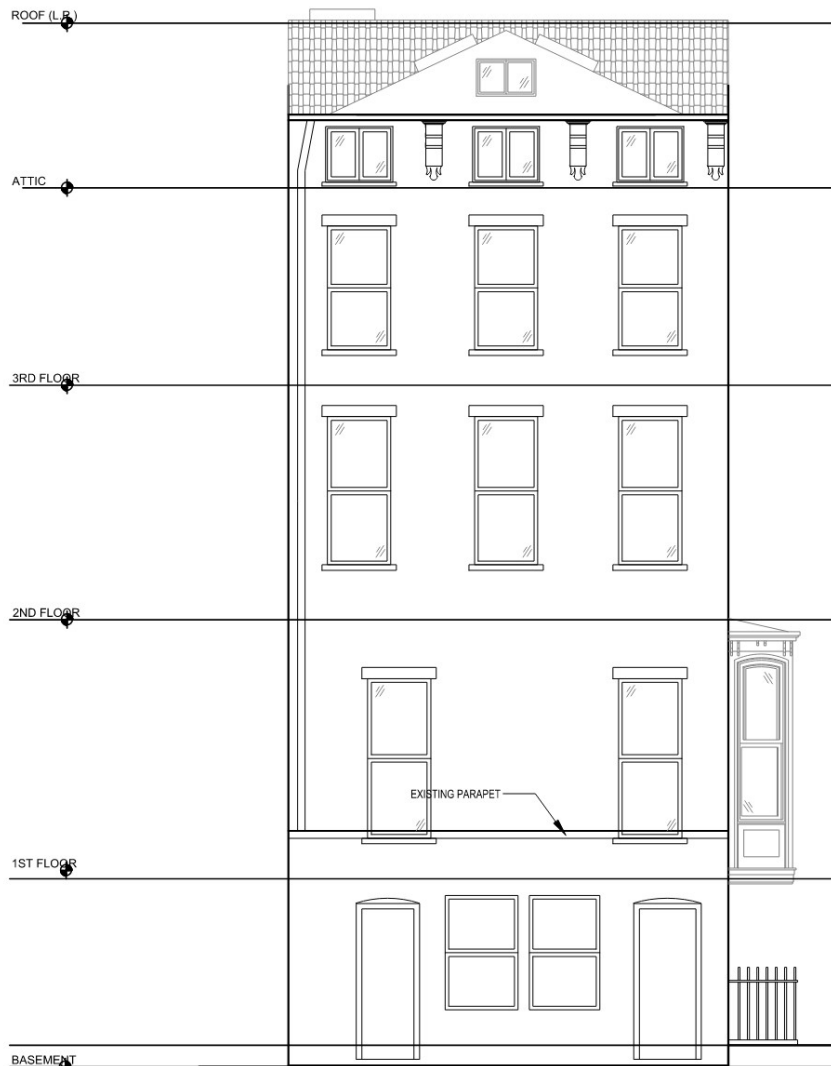 ROOF (L.P.)
ATTIC
3RD FLOOR
2ND FLOOR
EXISTING PARAPET
1ST FLOOR
BASEMENT